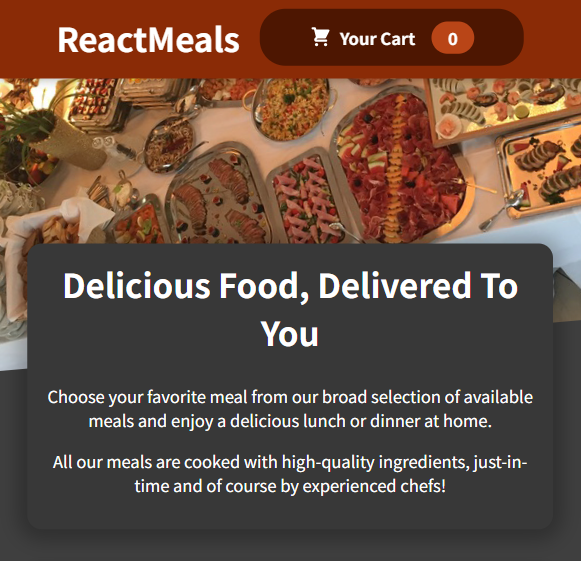 ReactMeals
Your Cart 0
Delicious Food, Delivered To
You
Choose your favorite meal from our broad selection of available
meals and enjoy a delicious lunch or dinner at home.
All our meals are cooked with high-quality ingredients, just-in-
time and of course by experienced chefs!